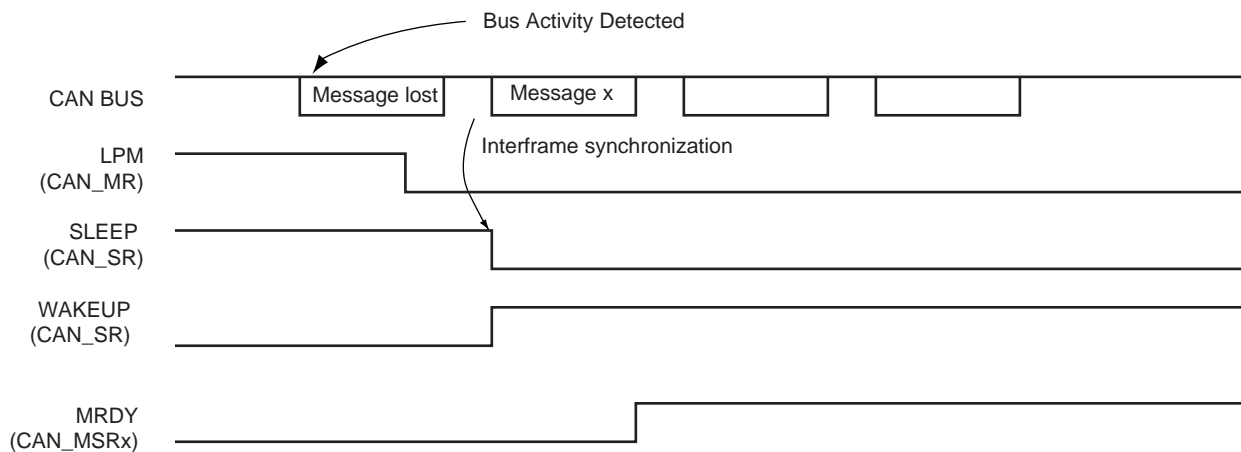 Bus Activity Detected
CAN BUS
Message lost
Message x
Interframe synchronization
LPM
(CAN_MR)
SLEEP
(CAN_SR)
WAKEUP
(CAN_SR)
MRDY
(CAN_MSRx)